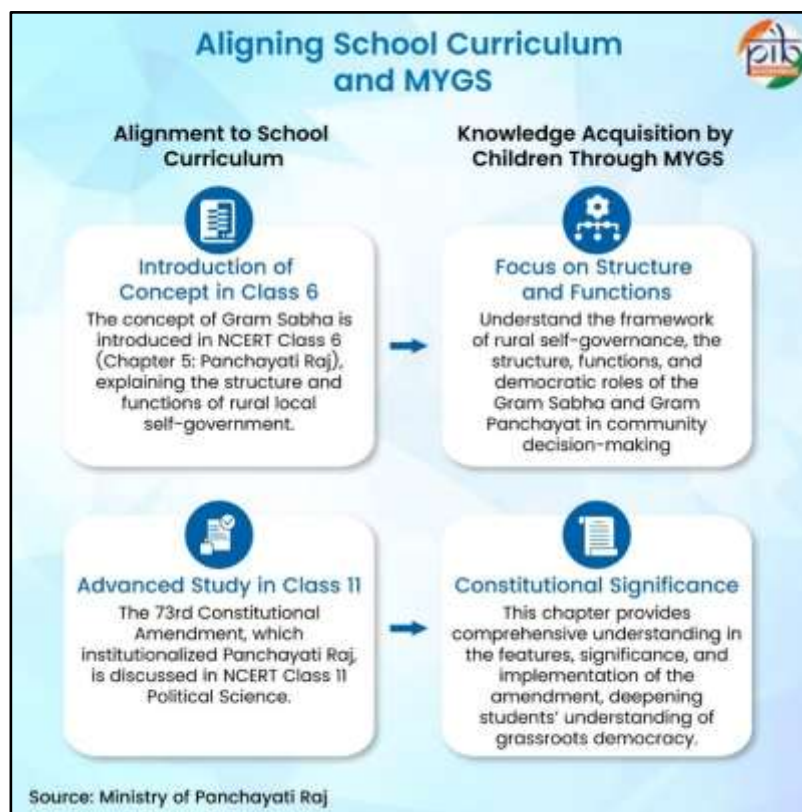 Aligning School Curriculum
and MYGS
pib
Alignment to School
Curriculum
Knowledge Acquisition by
Children Through MYGS
Introduction of
Concept in Class 6
The concept of Gram Sabha is
introduced in NCERT Class 6
(Chapter 5: Panchayati Raj),
explaining the structure and
functions of rural local
self-government.
Focus on Structure
and Functions
Understand the framework
of rural self-governance, the
structure, functions, and
democratic roles of the
Gram Sabha and Gram
Panchayat in community
decision-making
Advanced Study in Class 11
The 73rd Constitutional
Amendment, which
institutionalized Panchayati Raj,
is discussed in NCERT Class 11
Political Science.
Constitutional Significance
This chapter provides
comprehensive understanding in
the features, significance, and
implementation of the
amendment, deepening
students' understanding of
grassroots democracy.
Source: Ministry of Panchayati Raj